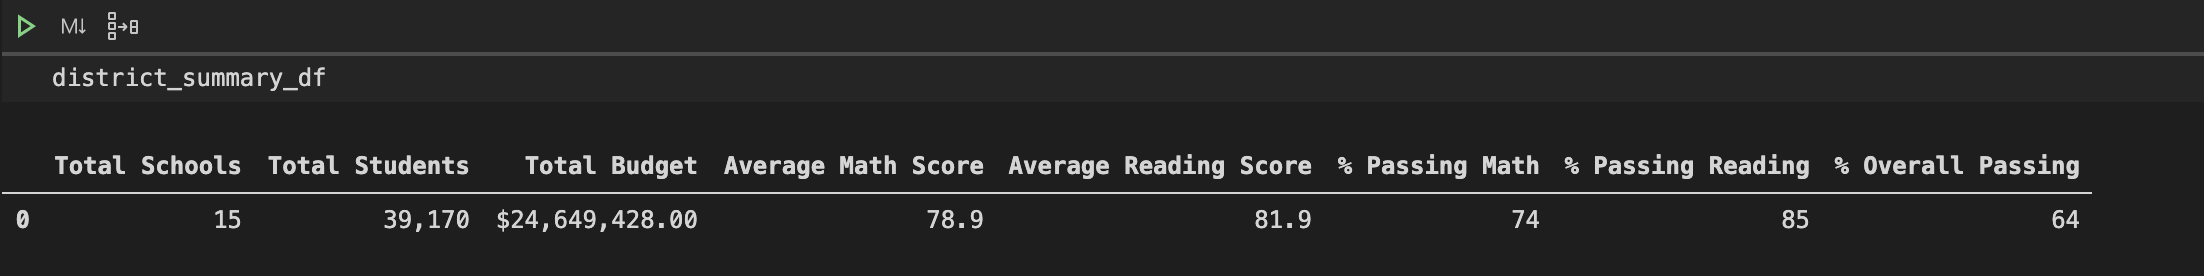 M↓
district_summary_df
Total Schools Total Students Total Budget Average Math Score Average Reading Score % Passing Math % Passing Reading % Overall Passing
0 15 39,170 $24,649,428.00 78.9 81.9 74 85 64